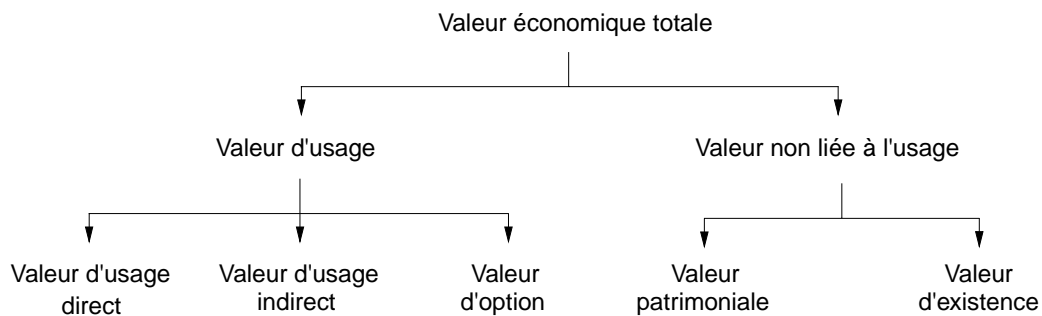 Valeur économique totale
Valeur d'usage
Valeur non liée à l'usage
Valeur d'usage
direct
Valeur d'usage
indirect
Valeur
d'option
Valeur
patrimoniale
Valeur
d'existence